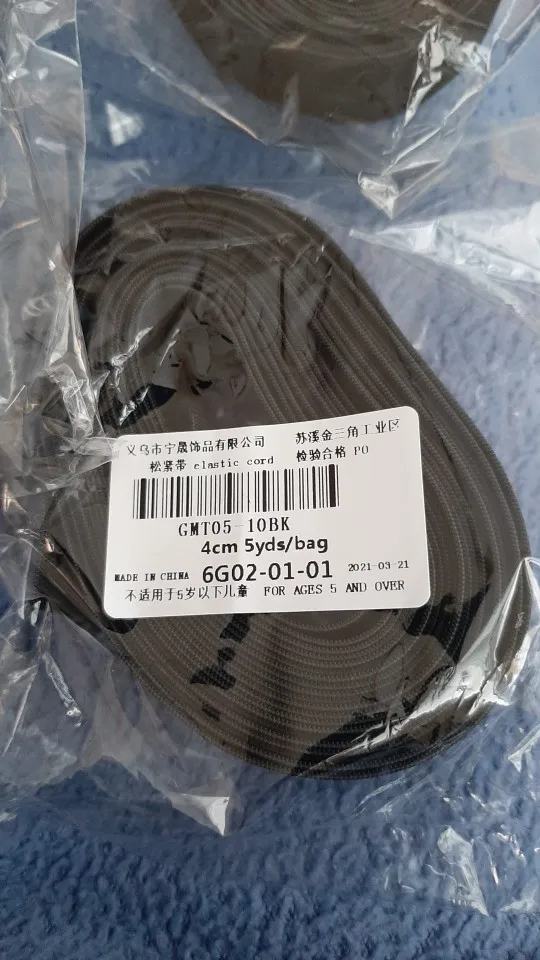 义乌市宁晟饰品有限公司 苏溪金三角工业区
松紧带 elastic cord 检验合格 PO
GMT05-10BK
4cm 5yds/bag
MADE IN CHINA 6G02-01-01 2021-03-21
不适用于5岁以下儿童 FOR AGES 5 AND OVER